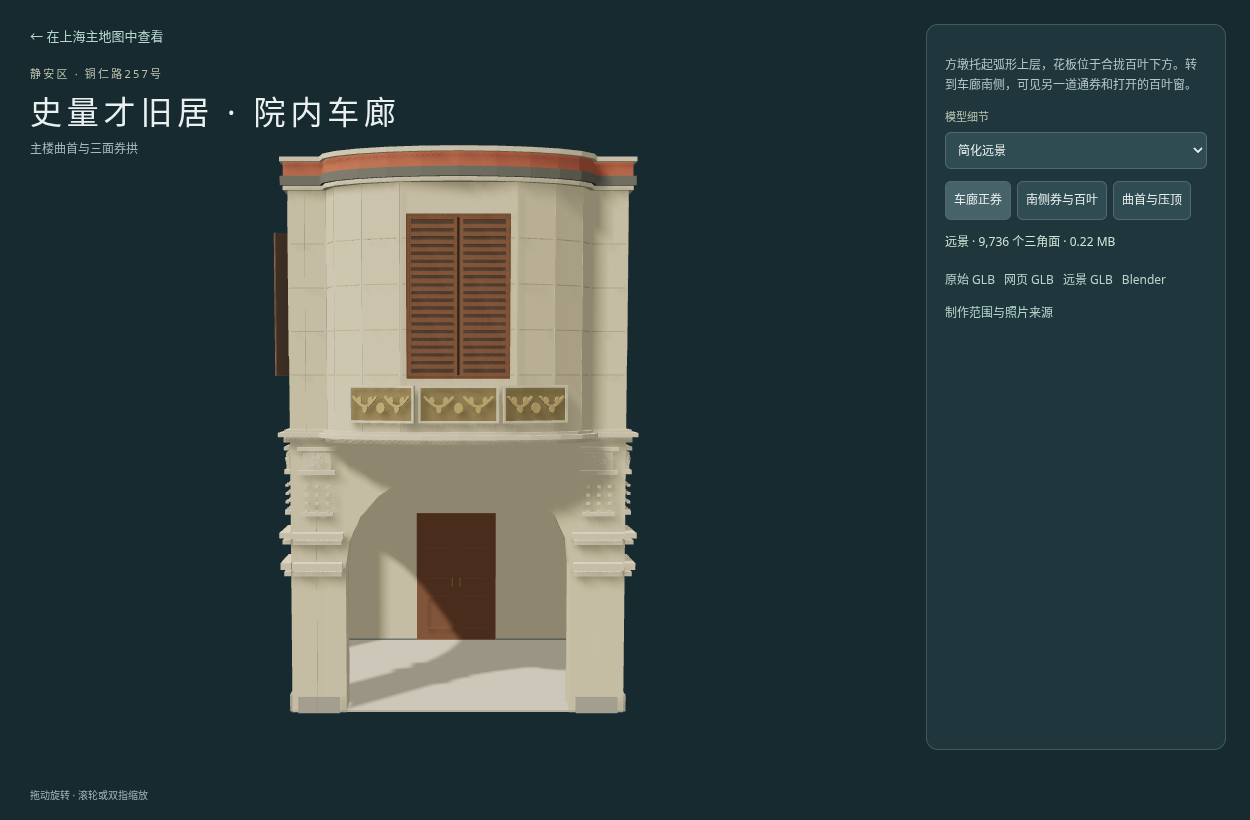 ← 在上海主地图中查看
静安区 · 铜仁路257号
史量才旧居 · 院内车廊
主楼曲首与三面券拱
方墩托起弧形上层，花板位于合拢百叶下方。转
到车廊南侧，可见另一道通券和打开的百叶窗。
模型细节
简化远景
车廊正券 南侧券与百叶 曲首与压顶
远景 · 9,736 个三角面 · 0.22 MB
原始 GLB 网页 GLB 远景 GLB Blender
制作范围与照片来源
拖动旋转 · 滚轮或双指缩放